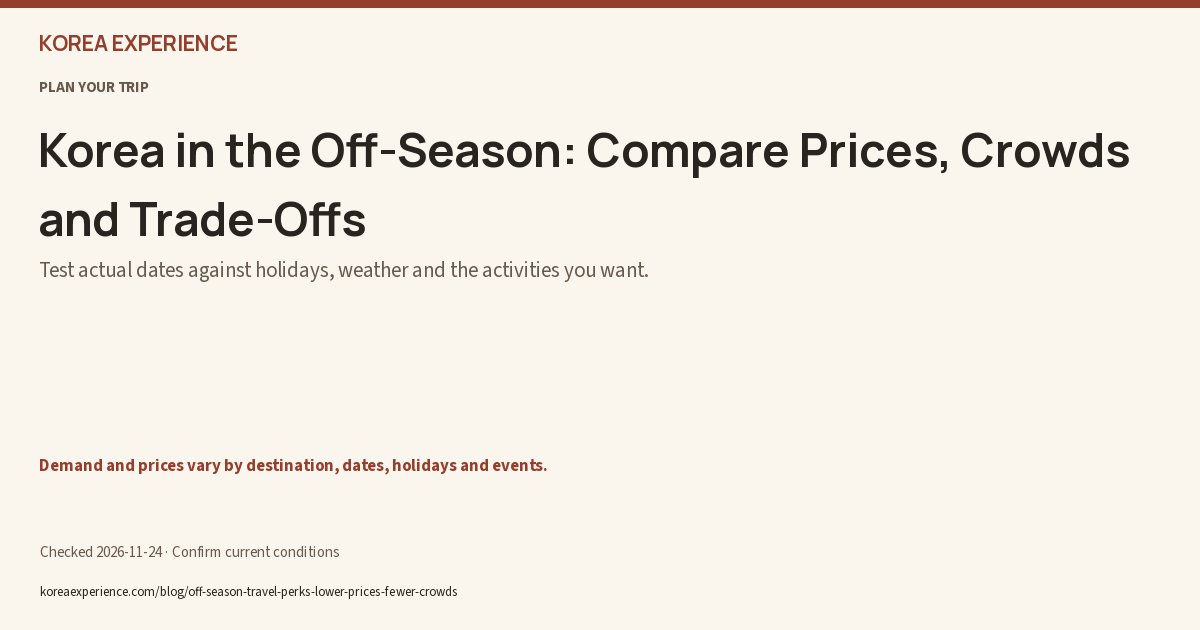 KOREA EXPERIENCE
PLAN YOUR TRIP
Korea in the Off-Season: Compare Prices, Crowds
and Trade-Offs
Test actual dates against holidays, weather and the activities you want.
Demand and prices vary by destination, dates, holidays and events.
Checked 2026-11-24 · Confirm current conditions
koreaexperience.com/blog/off-season-travel-perks-lower-prices-fewer-crowds